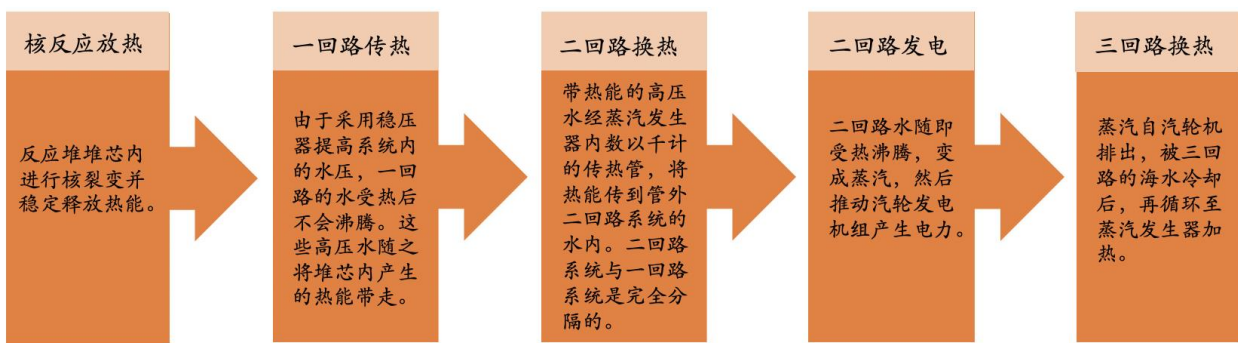 核反应放热
反应堆堆芯内
进行核裂变并
稳定释放热能。
一回路传热
由于采用稳压
器提高系统内
的水压，一回
路的水受热后
不会沸腾。这
些高压水随之
将堆芯内产生
的热能带走。
二回路换热
带热能的高压
水经蒸汽发生
器内数以千计
的传热管，将
热能传到管外
二回路系统的
水内。二回路
系统与一回路
系统是完全分
隔的。
二回路发电
二回路水随即
受热沸腾，变
成蒸汽，然后
推动汽轮发电
机组产生电力。
三回路换热
蒸汽自汽轮机
排出，被三回
路的海水冷却
后，再循环至
蒸汽发生器加
热。